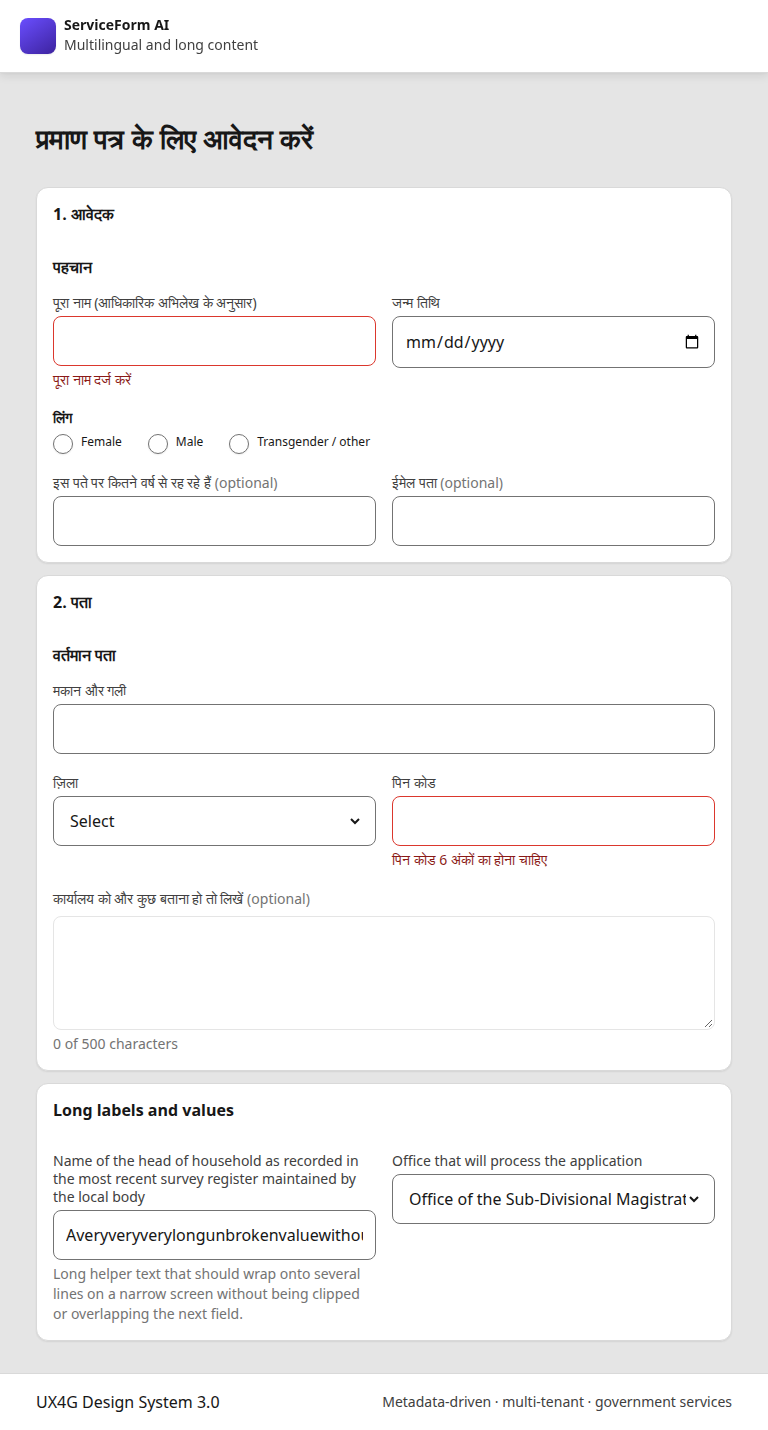 ServiceForm AI
Multilingual and long content
प्रमाण पत्र के लिए आवेदन करें
1. आवेदक
पहचान
पूरा नाम (आधिकारिक अभिलेख के अनुसार)
जन्म तिथि
mm/dd/yyyy
पूरा नाम दर्ज करें
लिंग
Female
Male
Transgender / other
इस पते पर कितने वर्ष से रह रहे हैं (optional)
ईमेल पता (optional)
2. पता
वर्तमान पता
मकान और गली
ज़िला
पिन कोड
Select
पिन कोड 6 अंकों का होना चाहिए
कार्यालय को और कुछ बताना हो तो लिखें (optional)
0 of 500 characters
Long labels and values
Name of the head of household as recorded in
the most recent survey register maintained by
the local body
Averyveryverylongunbrokenvaluewithou
Long helper text that should wrap onto several
lines on a narrow screen without being clipped
or overlapping the next field.
Office that will process the application
Office of the Sub-Divisional Magistrat
UX4G Design System 3.0
Metadata-driven · multi-tenant · government services